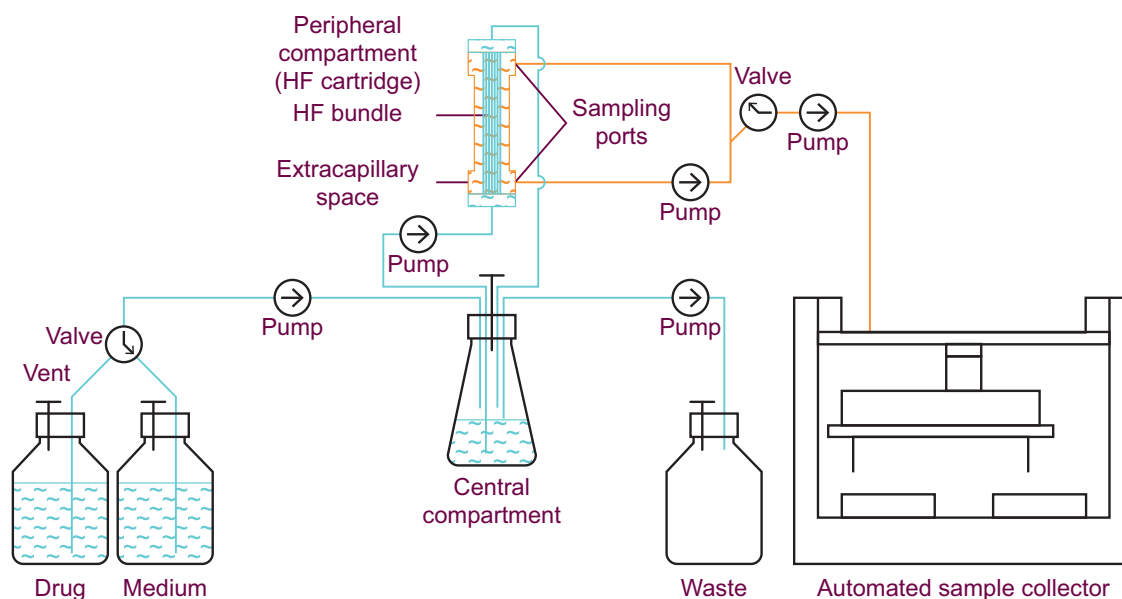 Peripheral
compartment
(HF cartridge)
HF bundle
Extracapillary
space
Sampling
ports
Valve
Pump
Pump
Pump
Pump
Pump
Valve
Vent
Central
compartment
Drug
Medium
Waste
Automated sample collector